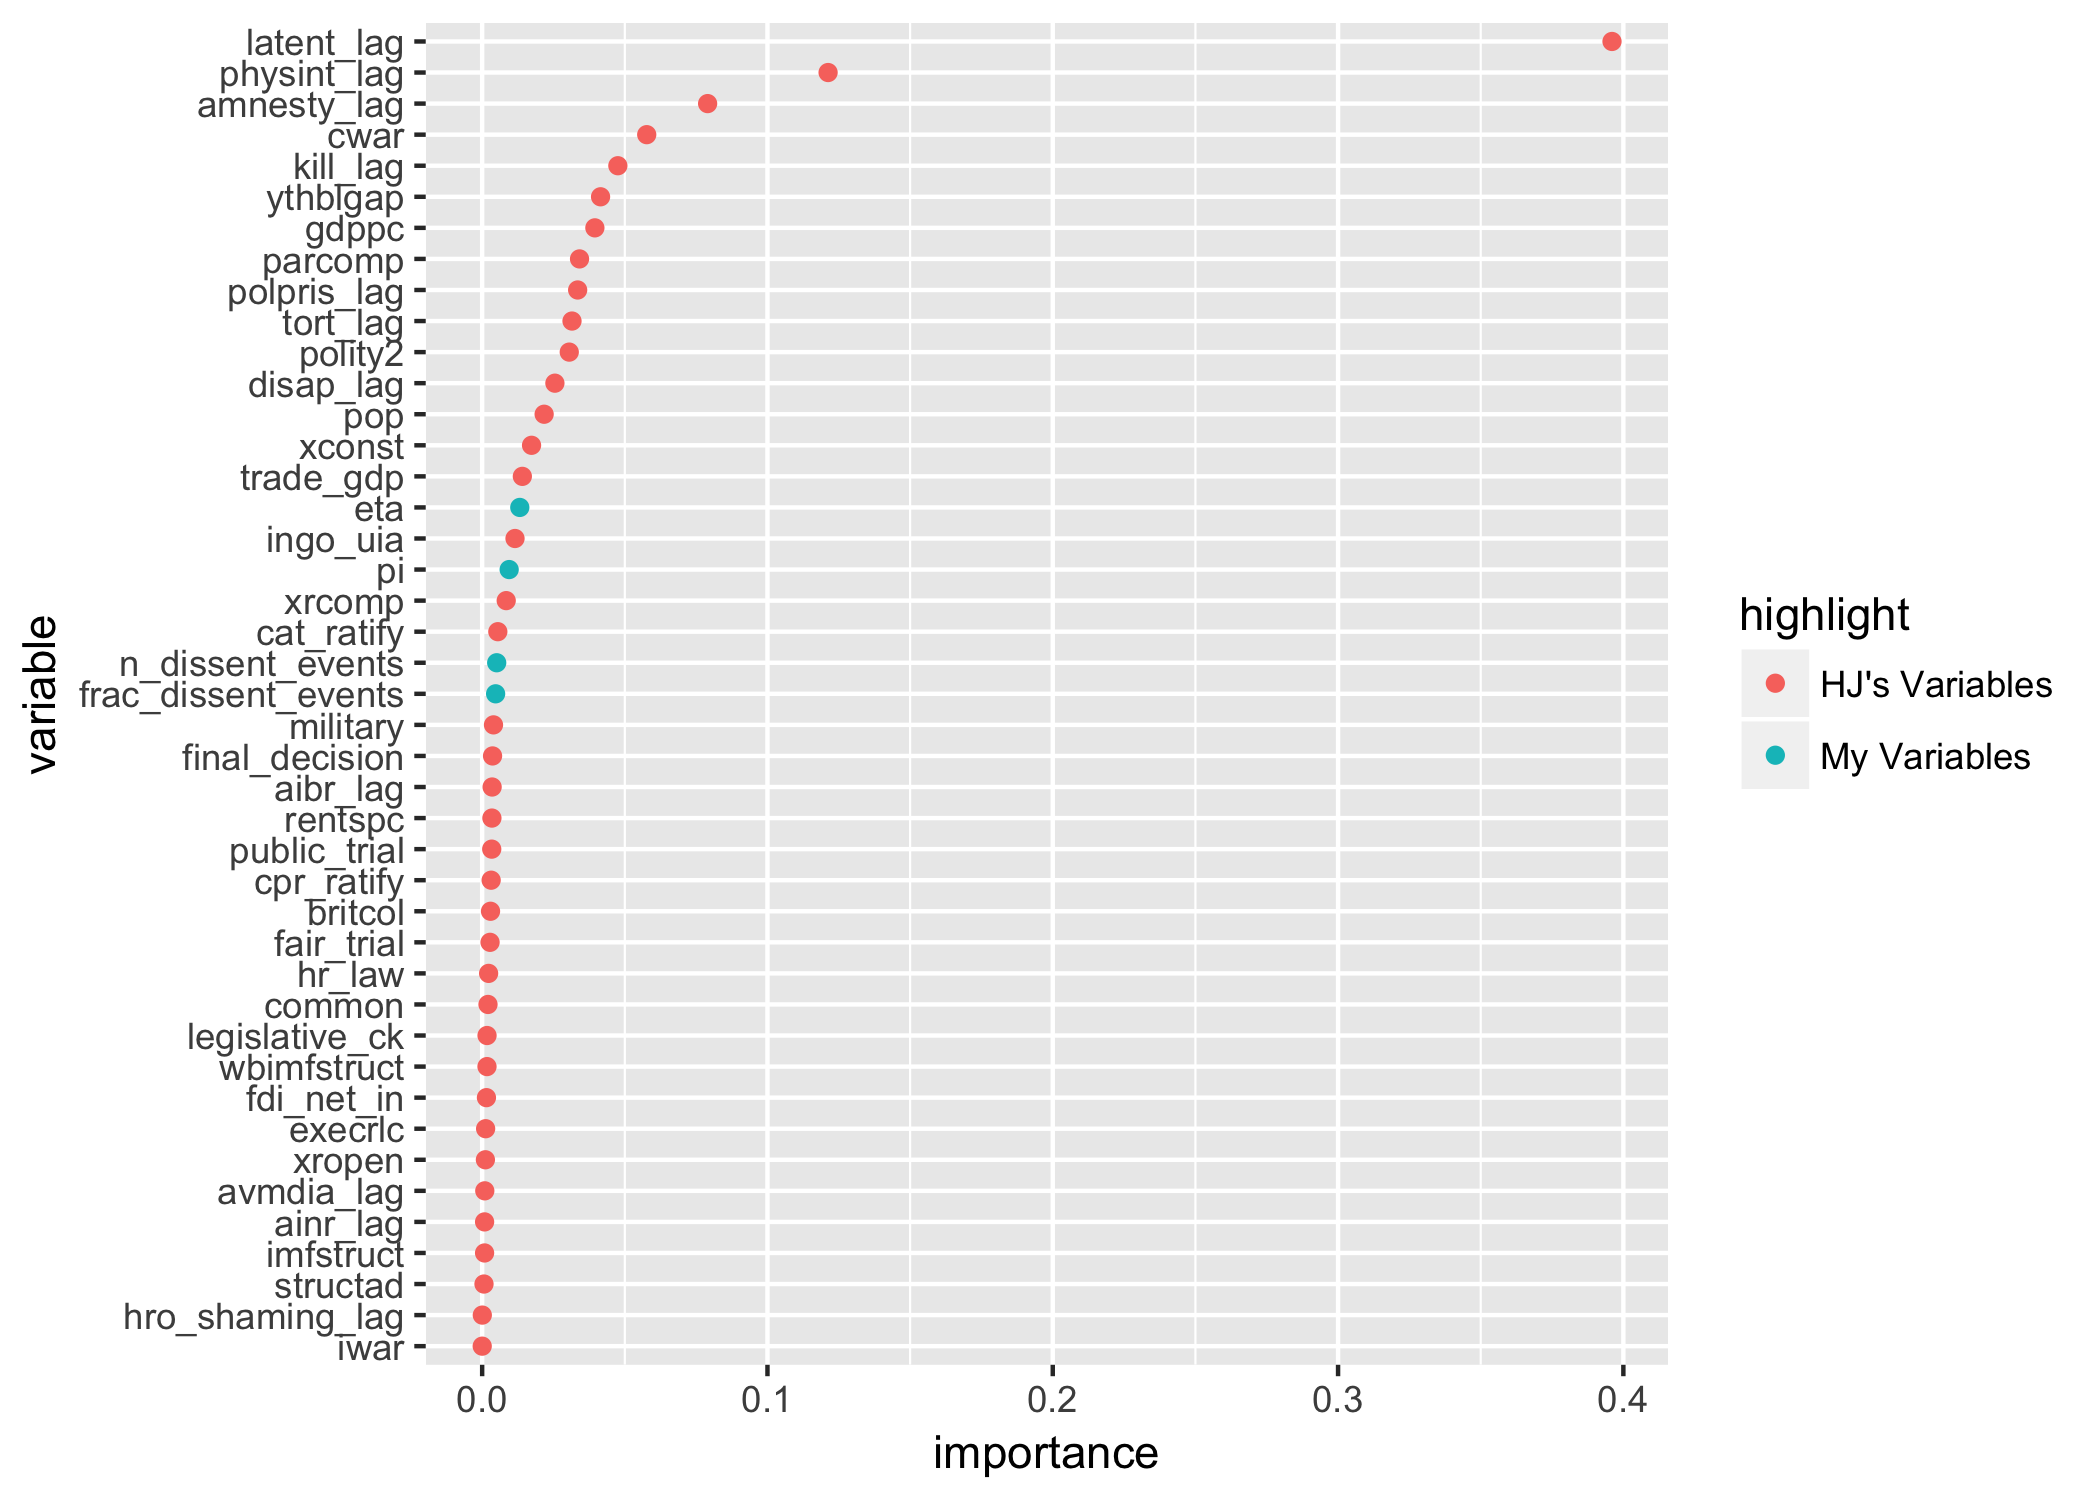 latent_lag
physint_lag
amnesty_lag
cwar
kill_lag
ythblgap
gdppc
parcomp
polpris_lag
tort_lag
polity2
disap_lag
pop
xconst
trade_gdp
eta
ingo_uia
pi
xrcomp
cat_ratify
n_dissent_events
frac_dissent_events
military
final_decision
aibr_lag
rentspc
public_trial
cpr_ratify
britcol
fair_trial
hr_law
common
legislative_ck
wbimfstruct
fdi_net_in
execrlc
xropen
avmdia_lag
ainr_lag
imfstruct
structad
hro_shaming_lag
iwar
variable
0.0 0.1 0.2 0.3 0.4
importance
highlight
HJ's Variables
My Variables